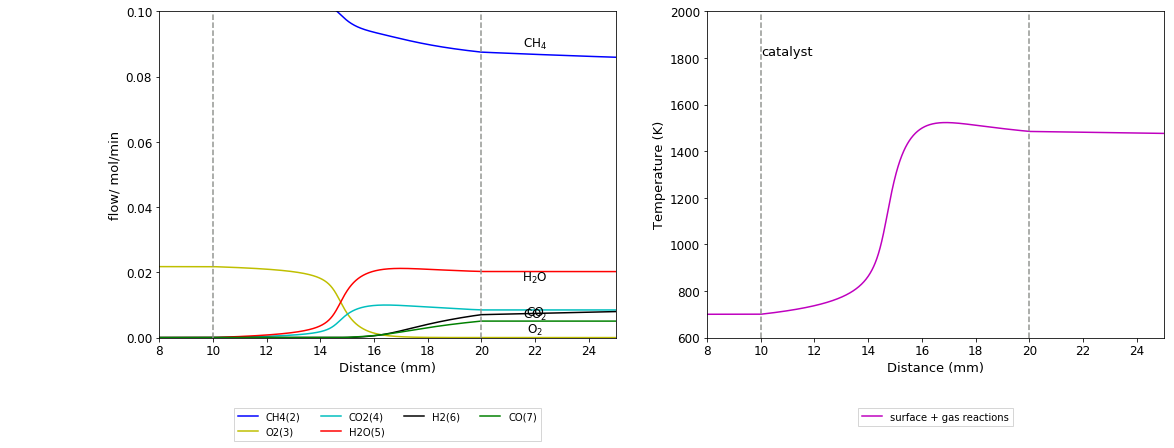 0.10
0.08
0.06
0.04
0.02
0.00
flow/ mol/min
CH₄
H₂O
CO
CO₂
O₂
8 10 12 14 16 18 20 22 24
Distance (mm)
CH4(2) CO2(4) H2(6) CO(7)
O2(3) H2O(5)
2000
1800
1600
1400
1200
1000
800
600
Temperature (K)
catalyst
8 10 12 14 16 18 20 22 24
Distance (mm)
surface + gas reactions